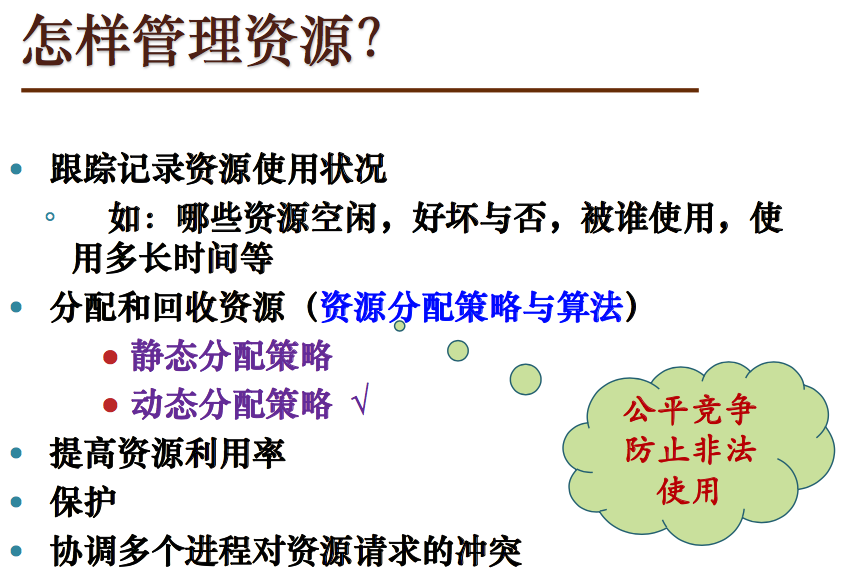 怎样管理资源?
跟踪记录资源使用状况
如：哪些资源空闲，好坏与否，被谁使用，使
用多长时间等
分配和回收资源（资源分配策略与算法）
静态分配策略
动态分配策略 √
提高资源利用率
保护
协调多个进程对资源请求的冲突
公平竞争
防止非法
使用